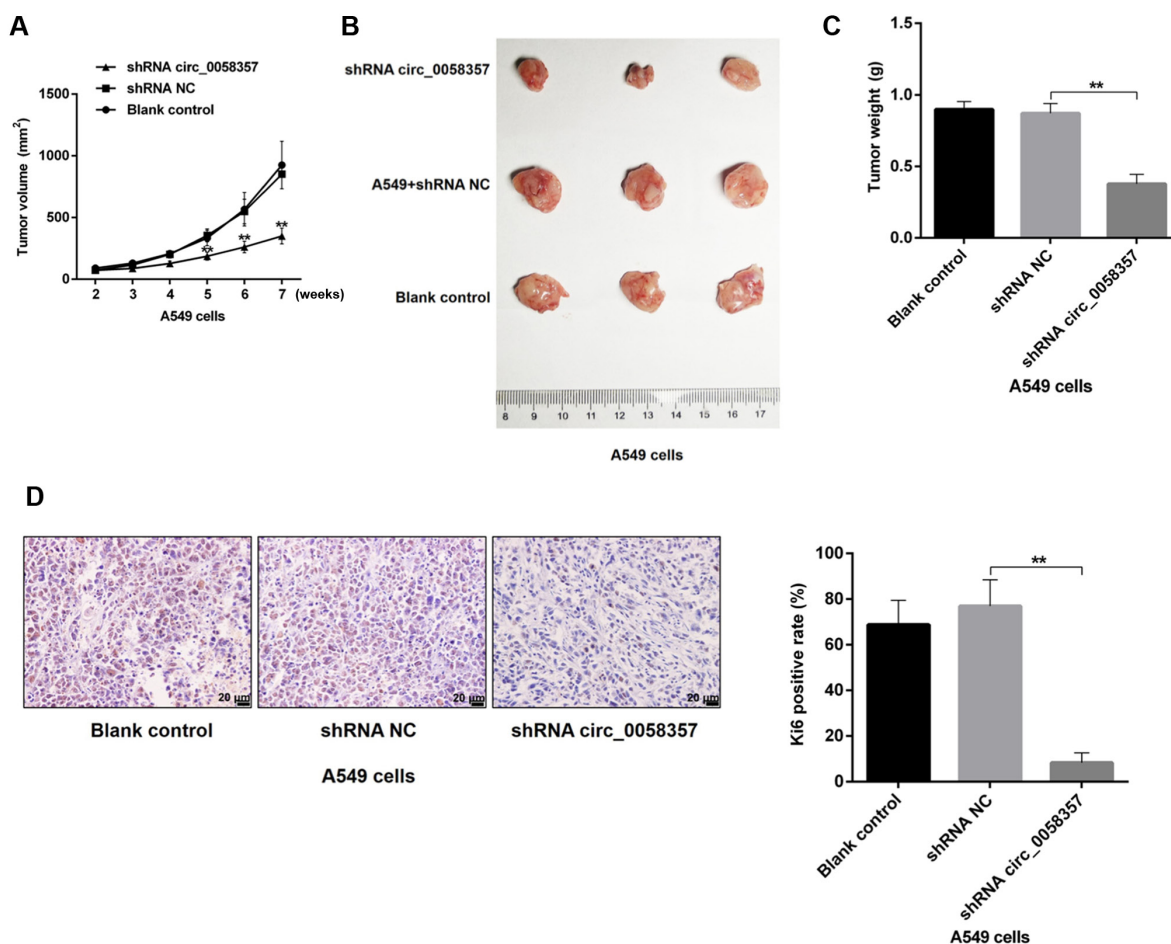 A
shRNA circ_0058357
shRNA NC
Blank control
Tumor volume (mm²)
1500
1000
500
0
**
**
**
2 3 4 5 6 7 (weeks)
A549 cells
B
shRNA circ_0058357
A549+shRNA NC
Blank control
8 9 10 11 12 13 14 15 16 17
A549 cells
C
Tumor weight (g)
1.5
1.0
0.5
0.0
**
Blank control
shRNA NC
shRNA circ_0058357
A549 cells
D
20 μm
20 μm
20 μm
Blank control
shRNA NC
shRNA circ_0058357
A549 cells
Ki6 positive rate (%)
100
80
60
40
20
0
**
Blank control
shRNA NC
shRNA circ_0058357
A549 cells